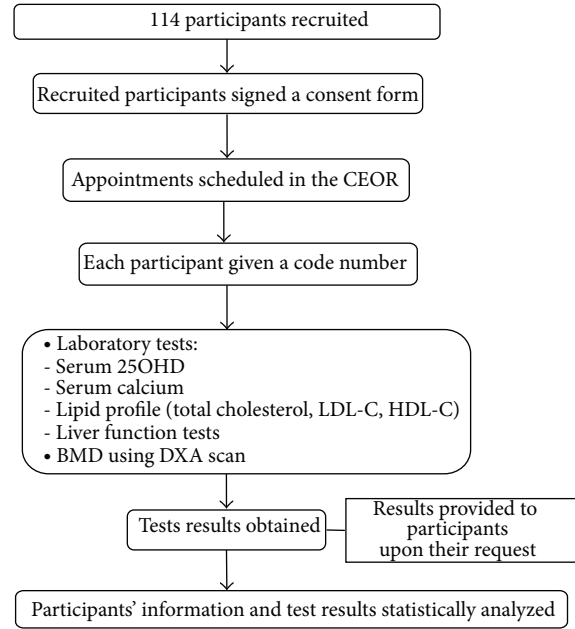 114 participants recruited
Recruited participants signed a consent form
Appointments scheduled in the CEOR
Each participant given a code number
• Laboratory tests:
- Serum 25OHD
- Serum calcium
- Lipid profile (total cholesterol, LDL-C, HDL-C)
- Liver function tests
• BMD using DXA scan
Tests results obtained
Results provided to
participants
upon their request
Participants’ information and test results statistically analyzed